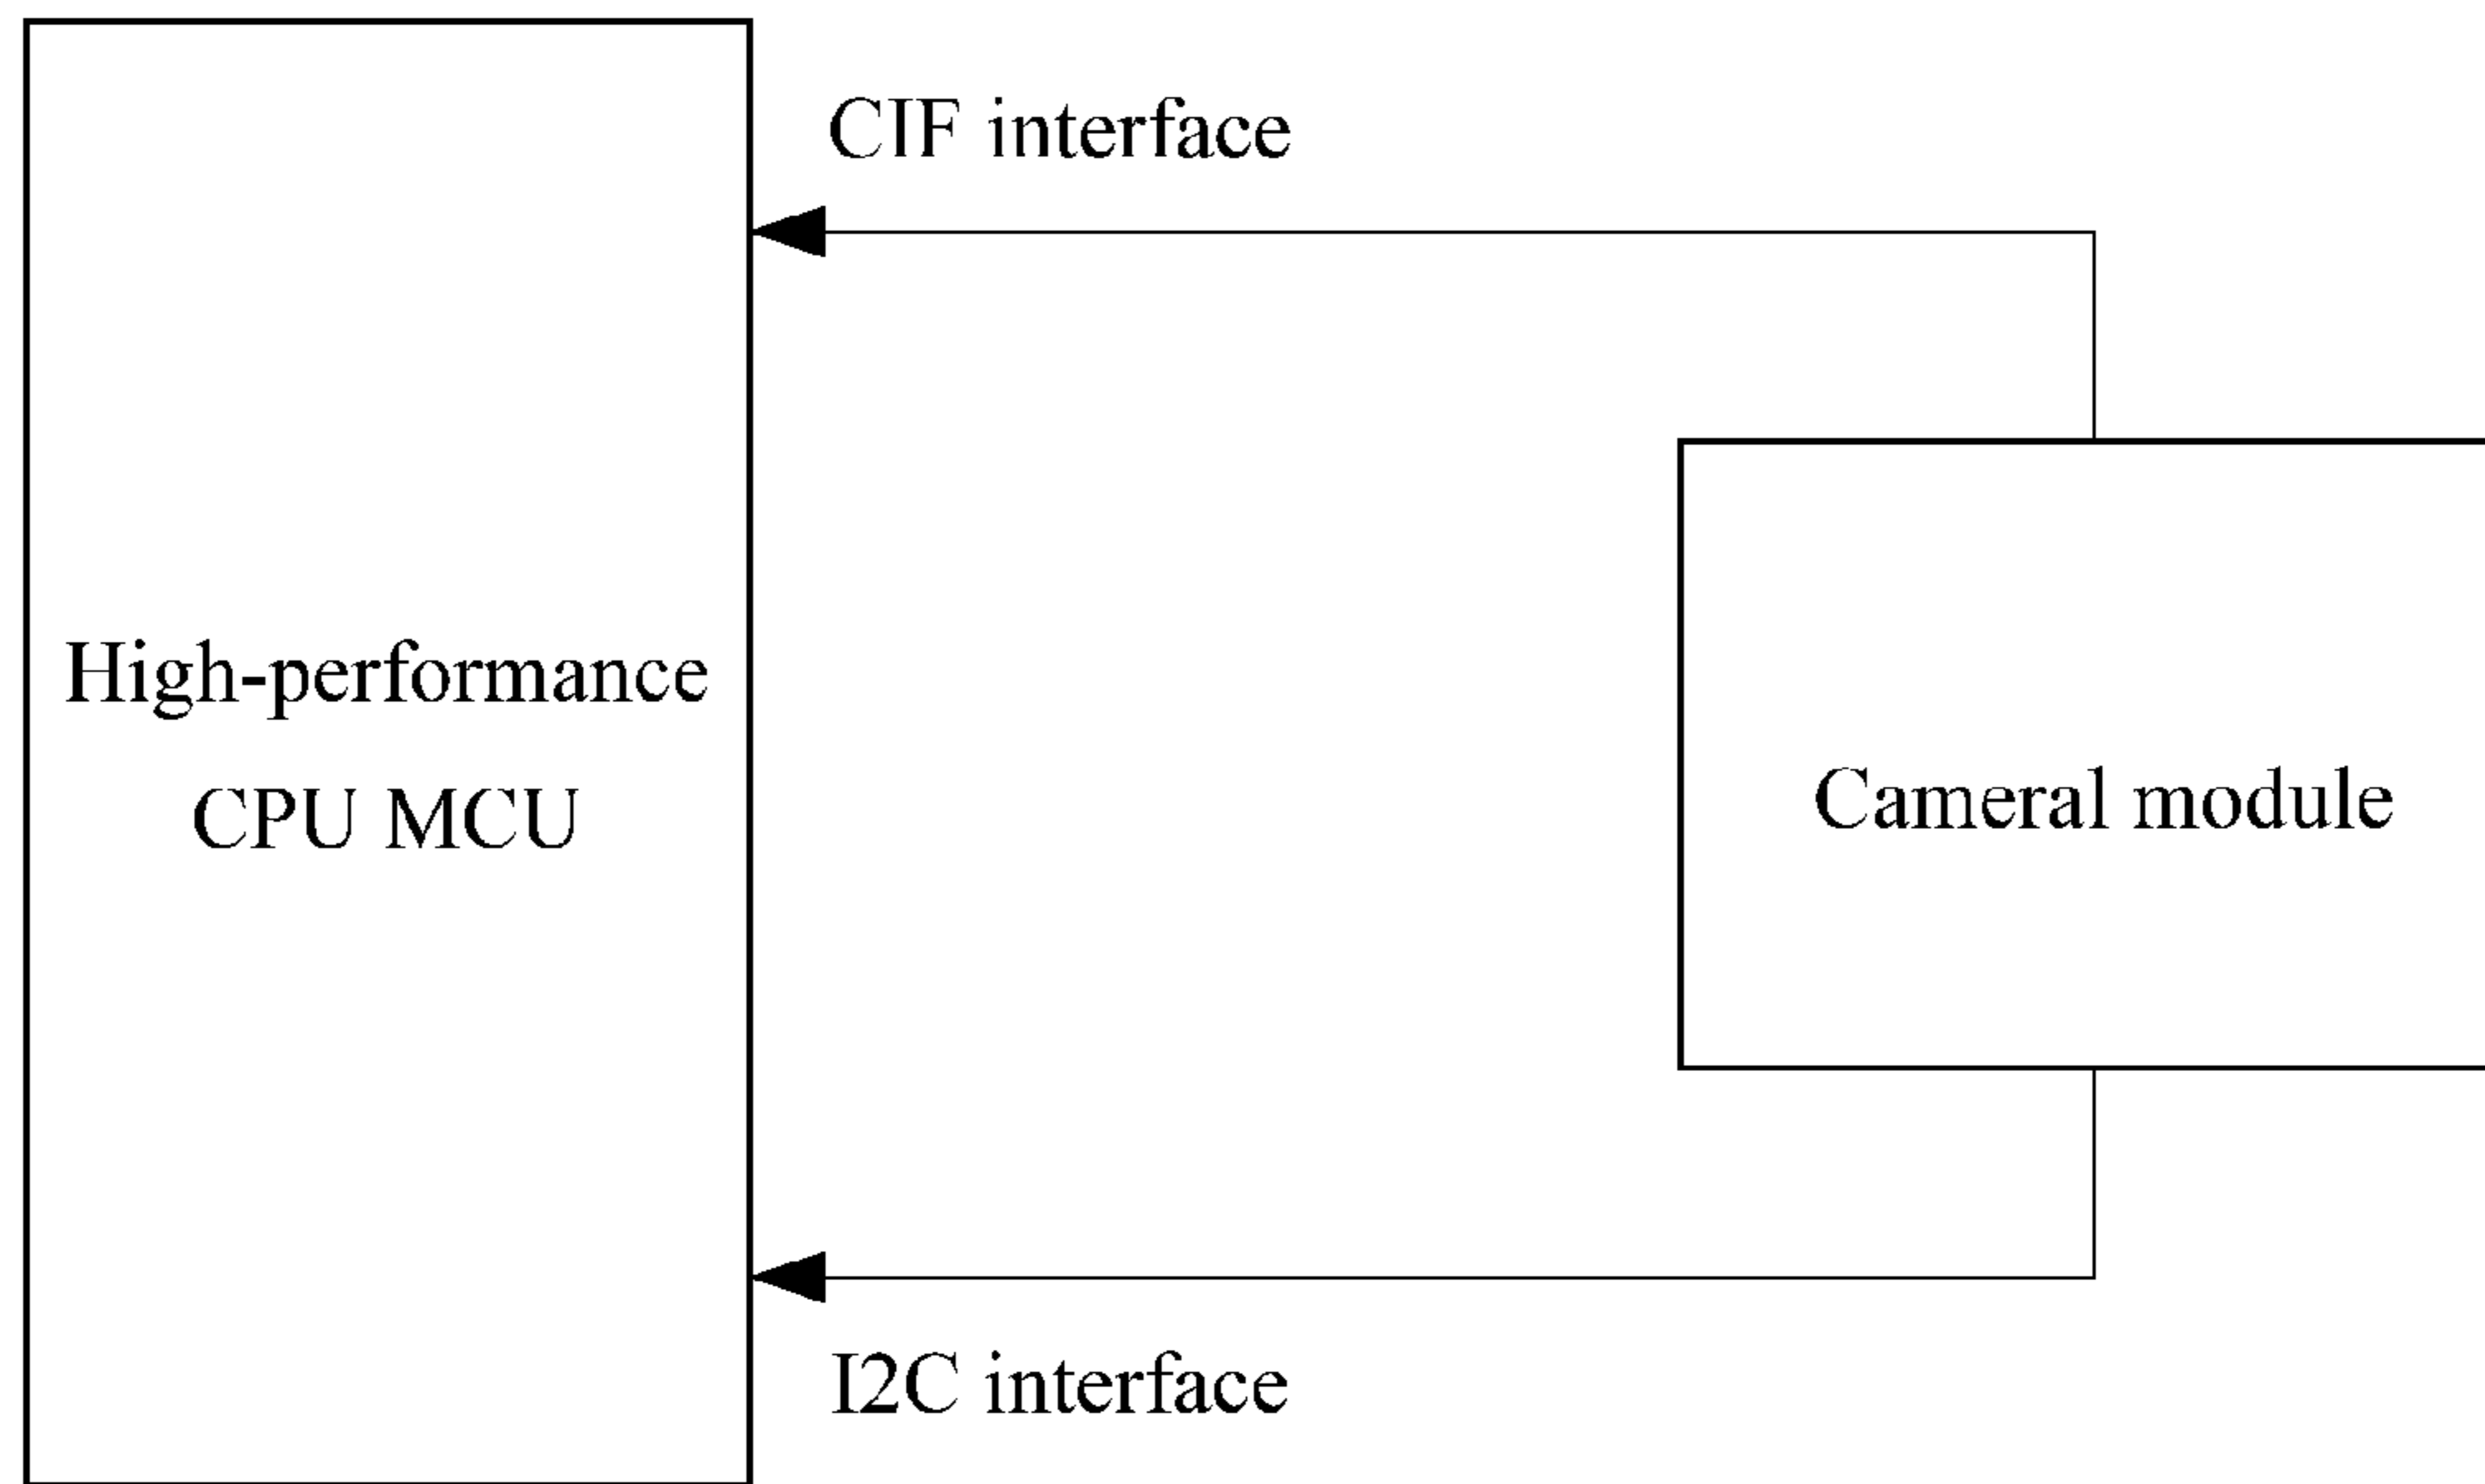 CIF interface
High-performance
CPU MCU
Cameral module
I2C interface